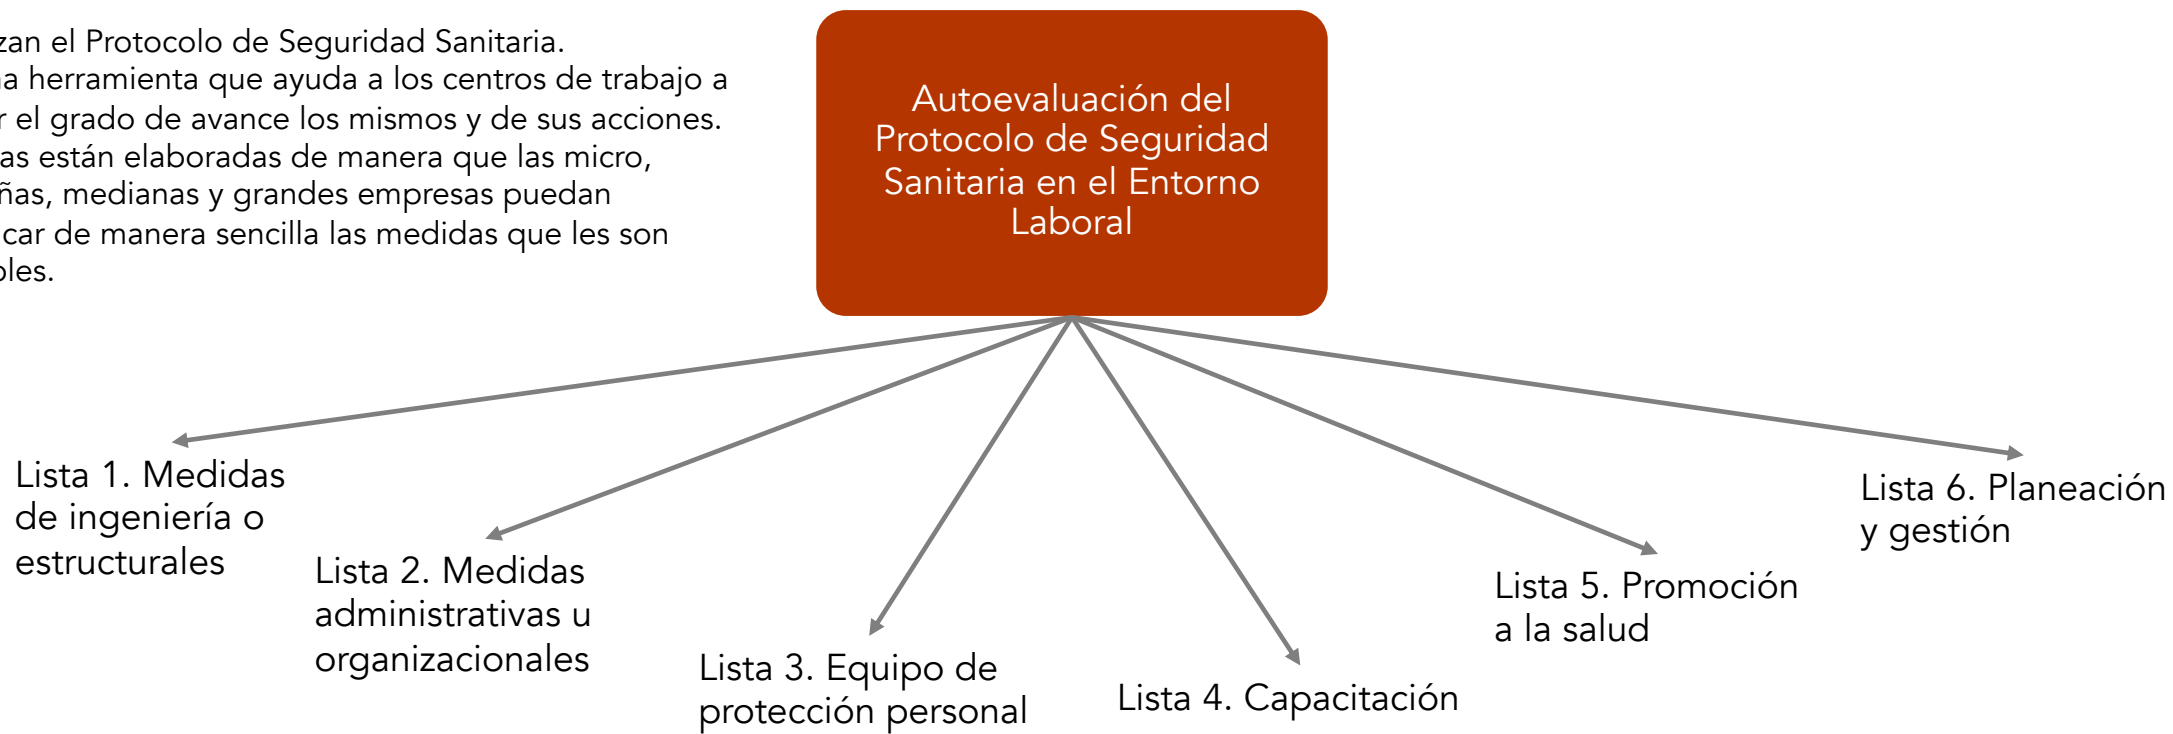 zan el Protocolo de Seguridad Sanitaria.
na herramienta que ayuda a los centros de trabajo a
r el grado de avance los mismos y de sus acciones.
as están elaboradas de manera que las micro,
ñas, medianas y grandes empresas puedan
car de manera sencilla las medidas que les son
bles.
Autoevaluación del
Protocolo de Seguridad
Sanitaria en el Entorno
Laboral
Lista 1. Medidas
de ingeniería o
estructurales
Lista 2. Medidas
administrativas u
organizacionales
Lista 3. Equipo de
protección personal
Lista 4. Capacitación
Lista 5. Promoción
a la salud
Lista 6. Planeación
y gestión